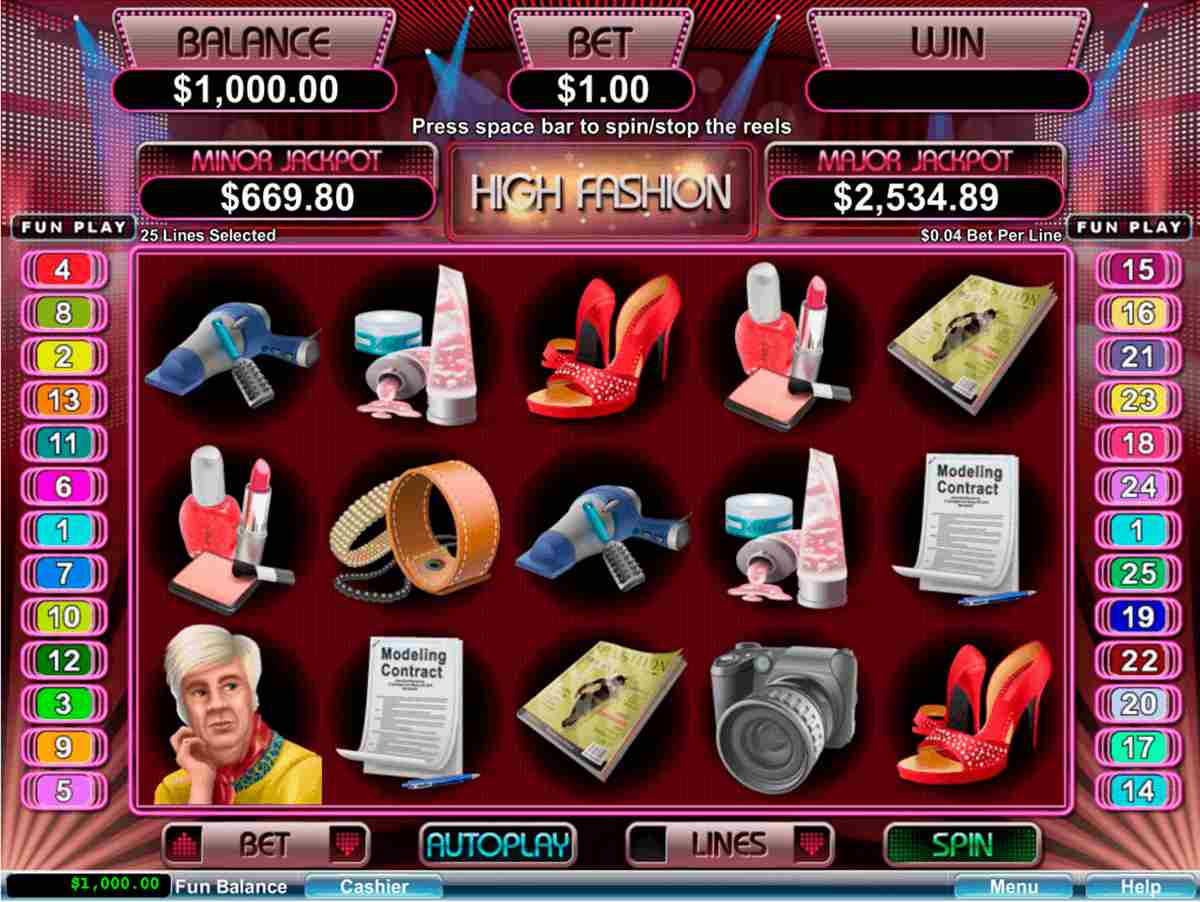 BALANCE
BET
WIN
$1,000.00
$1.00
Press space bar to spin/stop the reels
MINOR JACKPOT
HIGH FASHION
MAJOR JACKPOT
$669.80
$2,534.89
FUN PLAY
25 Lines Selected
$0.04 Bet Per Line
FUN PLAY
4
15
8
16
2
21
13
23
11
18
6
24
1
1
7
25
10
19
12
22
3
20
9
17
5
14
Modeling
Contract
Modeling
Contract
BET
AUTOPLAY
LINES
SPIN
$1,000.00
Fun Balance
Cashier
Menu
Help